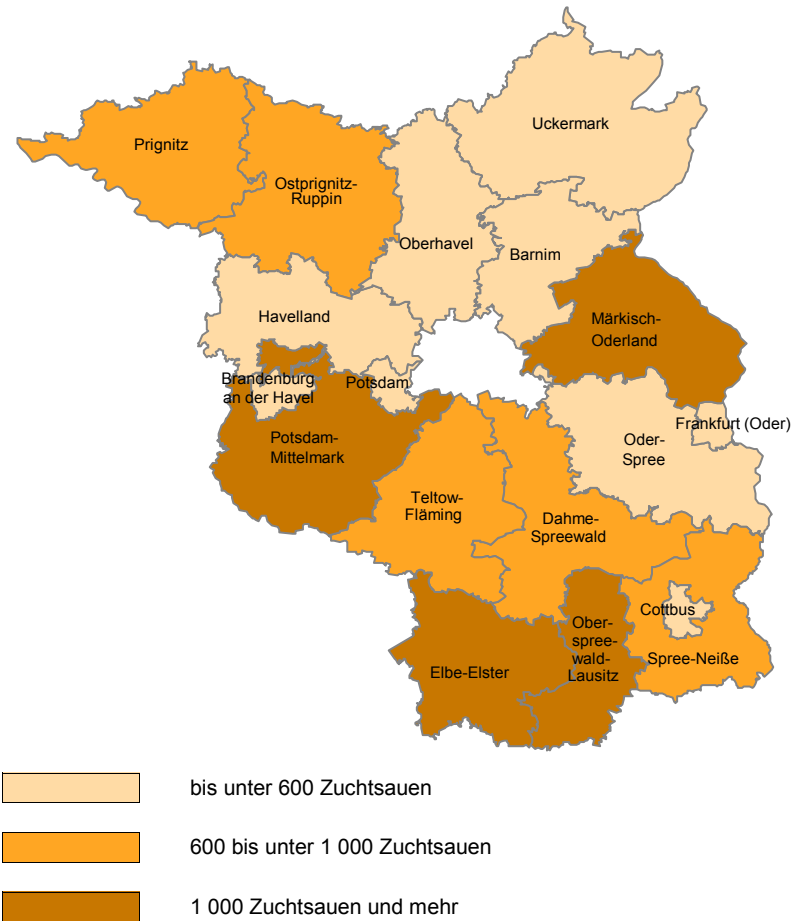 Uckermark
Prignitz
Ostprignitz-
Ruppin
Oberhavel
Barnim
Havelland
Märkisch-
Oderland
Brandenburg
an der Havel
Potsdam
Frankfurt (Oder)
Potsdam-
Mittelmark
Oder-
Spree
Teltow-
Fläming
Dahme-
Spreewald
Cottbus
Ober-
spree-
wald-
Lausitz
Spree-Neiße
Elbe-Elster
bis unter 600 Zuchtsauen
600 bis unter 1 000 Zuchtsauen
1 000 Zuchtsauen und mehr